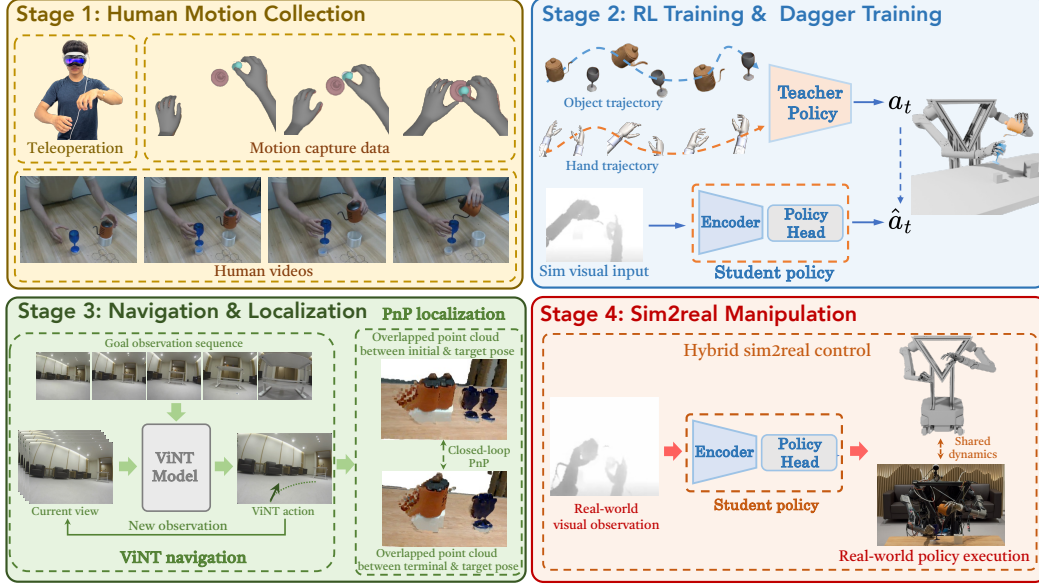 Stage 1: Human Motion Collection
Teleoperation
Motion capture data
Human videos
Stage 2: RL Training & Dagger Training
Object trajectory
Hand trajectory
Teacher
Policy
a_t
Sim visual input
Encoder
Policy
Head
Student policy
â_t
Stage 3: Navigation & Localization
Goal observation sequence
ViNT
Model
Current view
New observation
ViNT action
ViNT navigation
PnP localization
Overlapped point cloud
between initial & target pose
Closed-loop
PnP
Overlapped point cloud
between terminal & target pose
Stage 4: Sim2real Manipulation
Hybrid sim2real control
Real-world
visual observation
Encoder
Policy
Head
Student policy
Shared
dynamics
Real-world policy execution